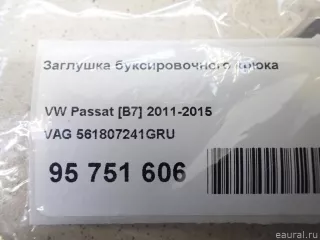 Заглушка буксировочного крюка
VW Passat [B7] 2011-2015
VAG 561807241GRU
95 751 606
eaural.ru